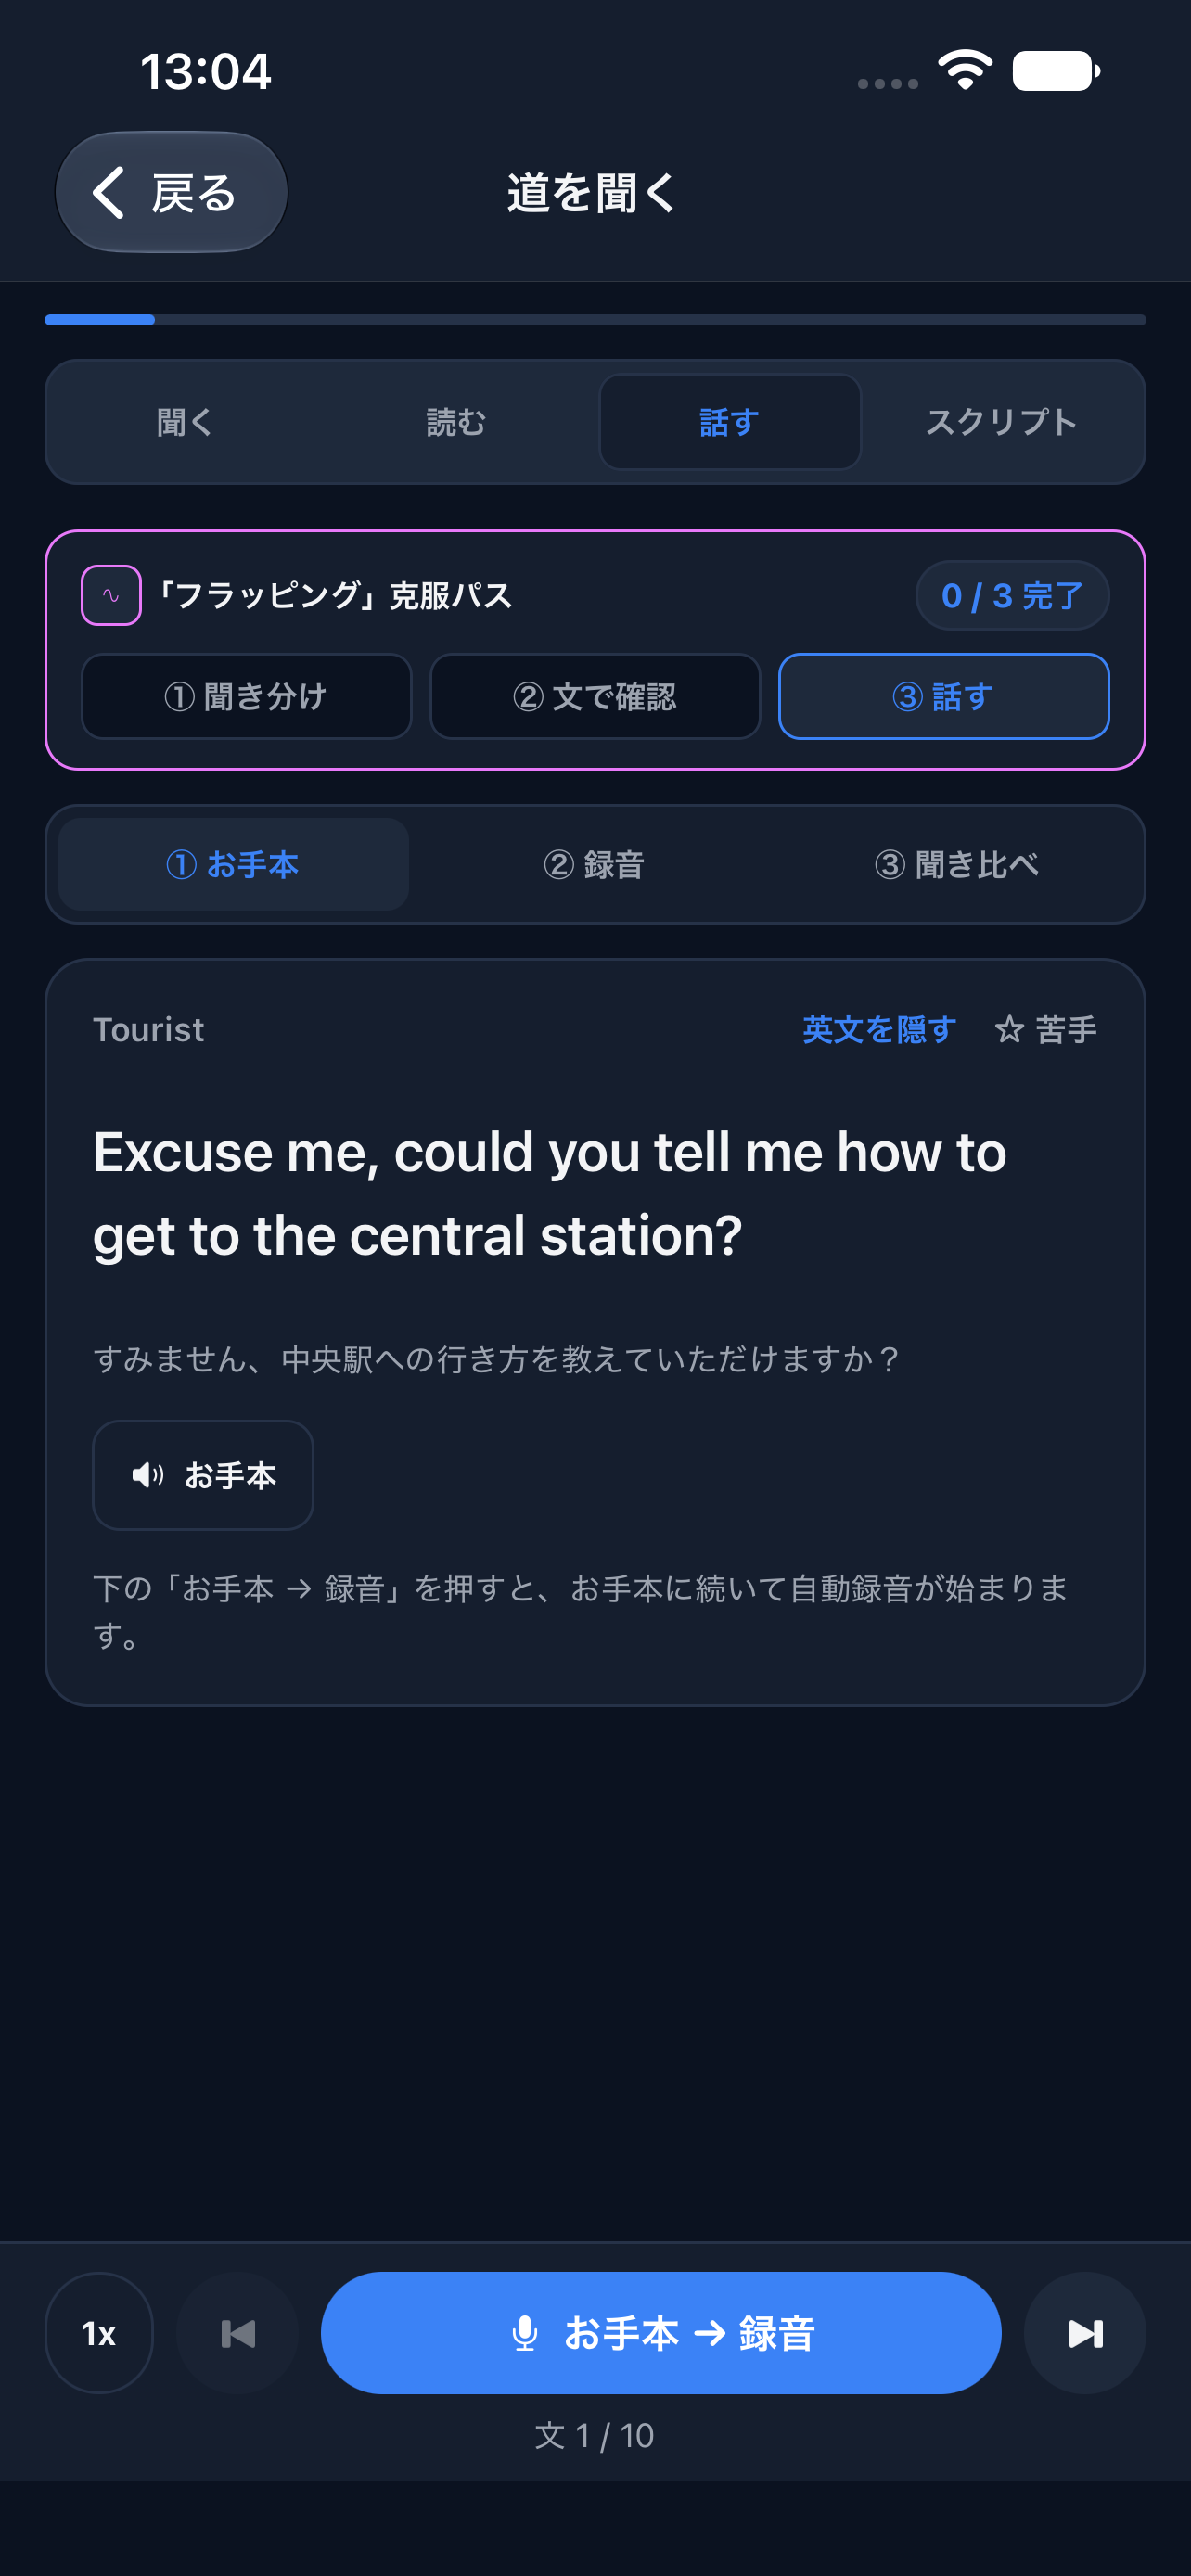 13:04
戻る
道を聞く
聞く 読む 話す スクリプト
「フラッピング」克服パス 0 / 3 完了
① 聞き分け ② 文で確認 ③ 話す
① お手本 ② 録音 ③ 聞き比べ
Tourist 英文を隠す ☆ 苦手
Excuse me, could you tell me how to
get to the central station?
すみません、中央駅への行き方を教えていただけますか？
お手本
下の「お手本 → 録音」を押すと、お手本に続いて自動録音が始まりま
す。
1x お手本 → 録音
文 1 / 10